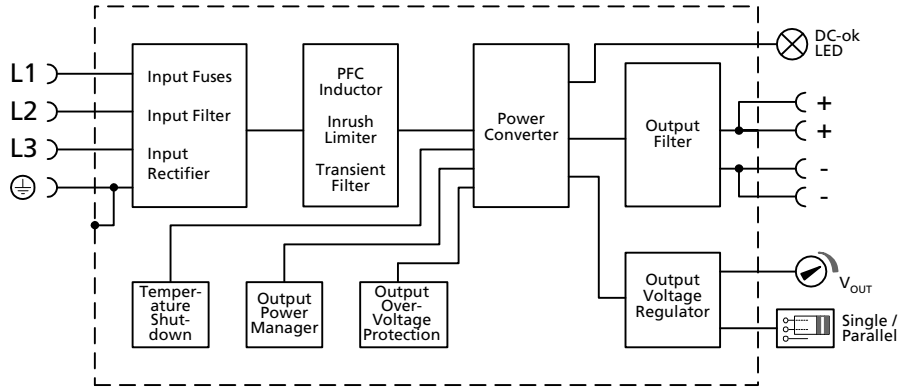 L1
L2
L3
Input Fuses
Input Filter
Input
Rectifier
PFC
Inductor
Inrush
Limiter
Transient
Filter
Power
Converter
Output
Filter
DC-ok
LED
+
+
-
-
Temper-
ature
Shut-
down
Output
Power
Manager
Output
Over-
Voltage
Protection
Output
Voltage
Regulator
VOUT
Single /
Parallel